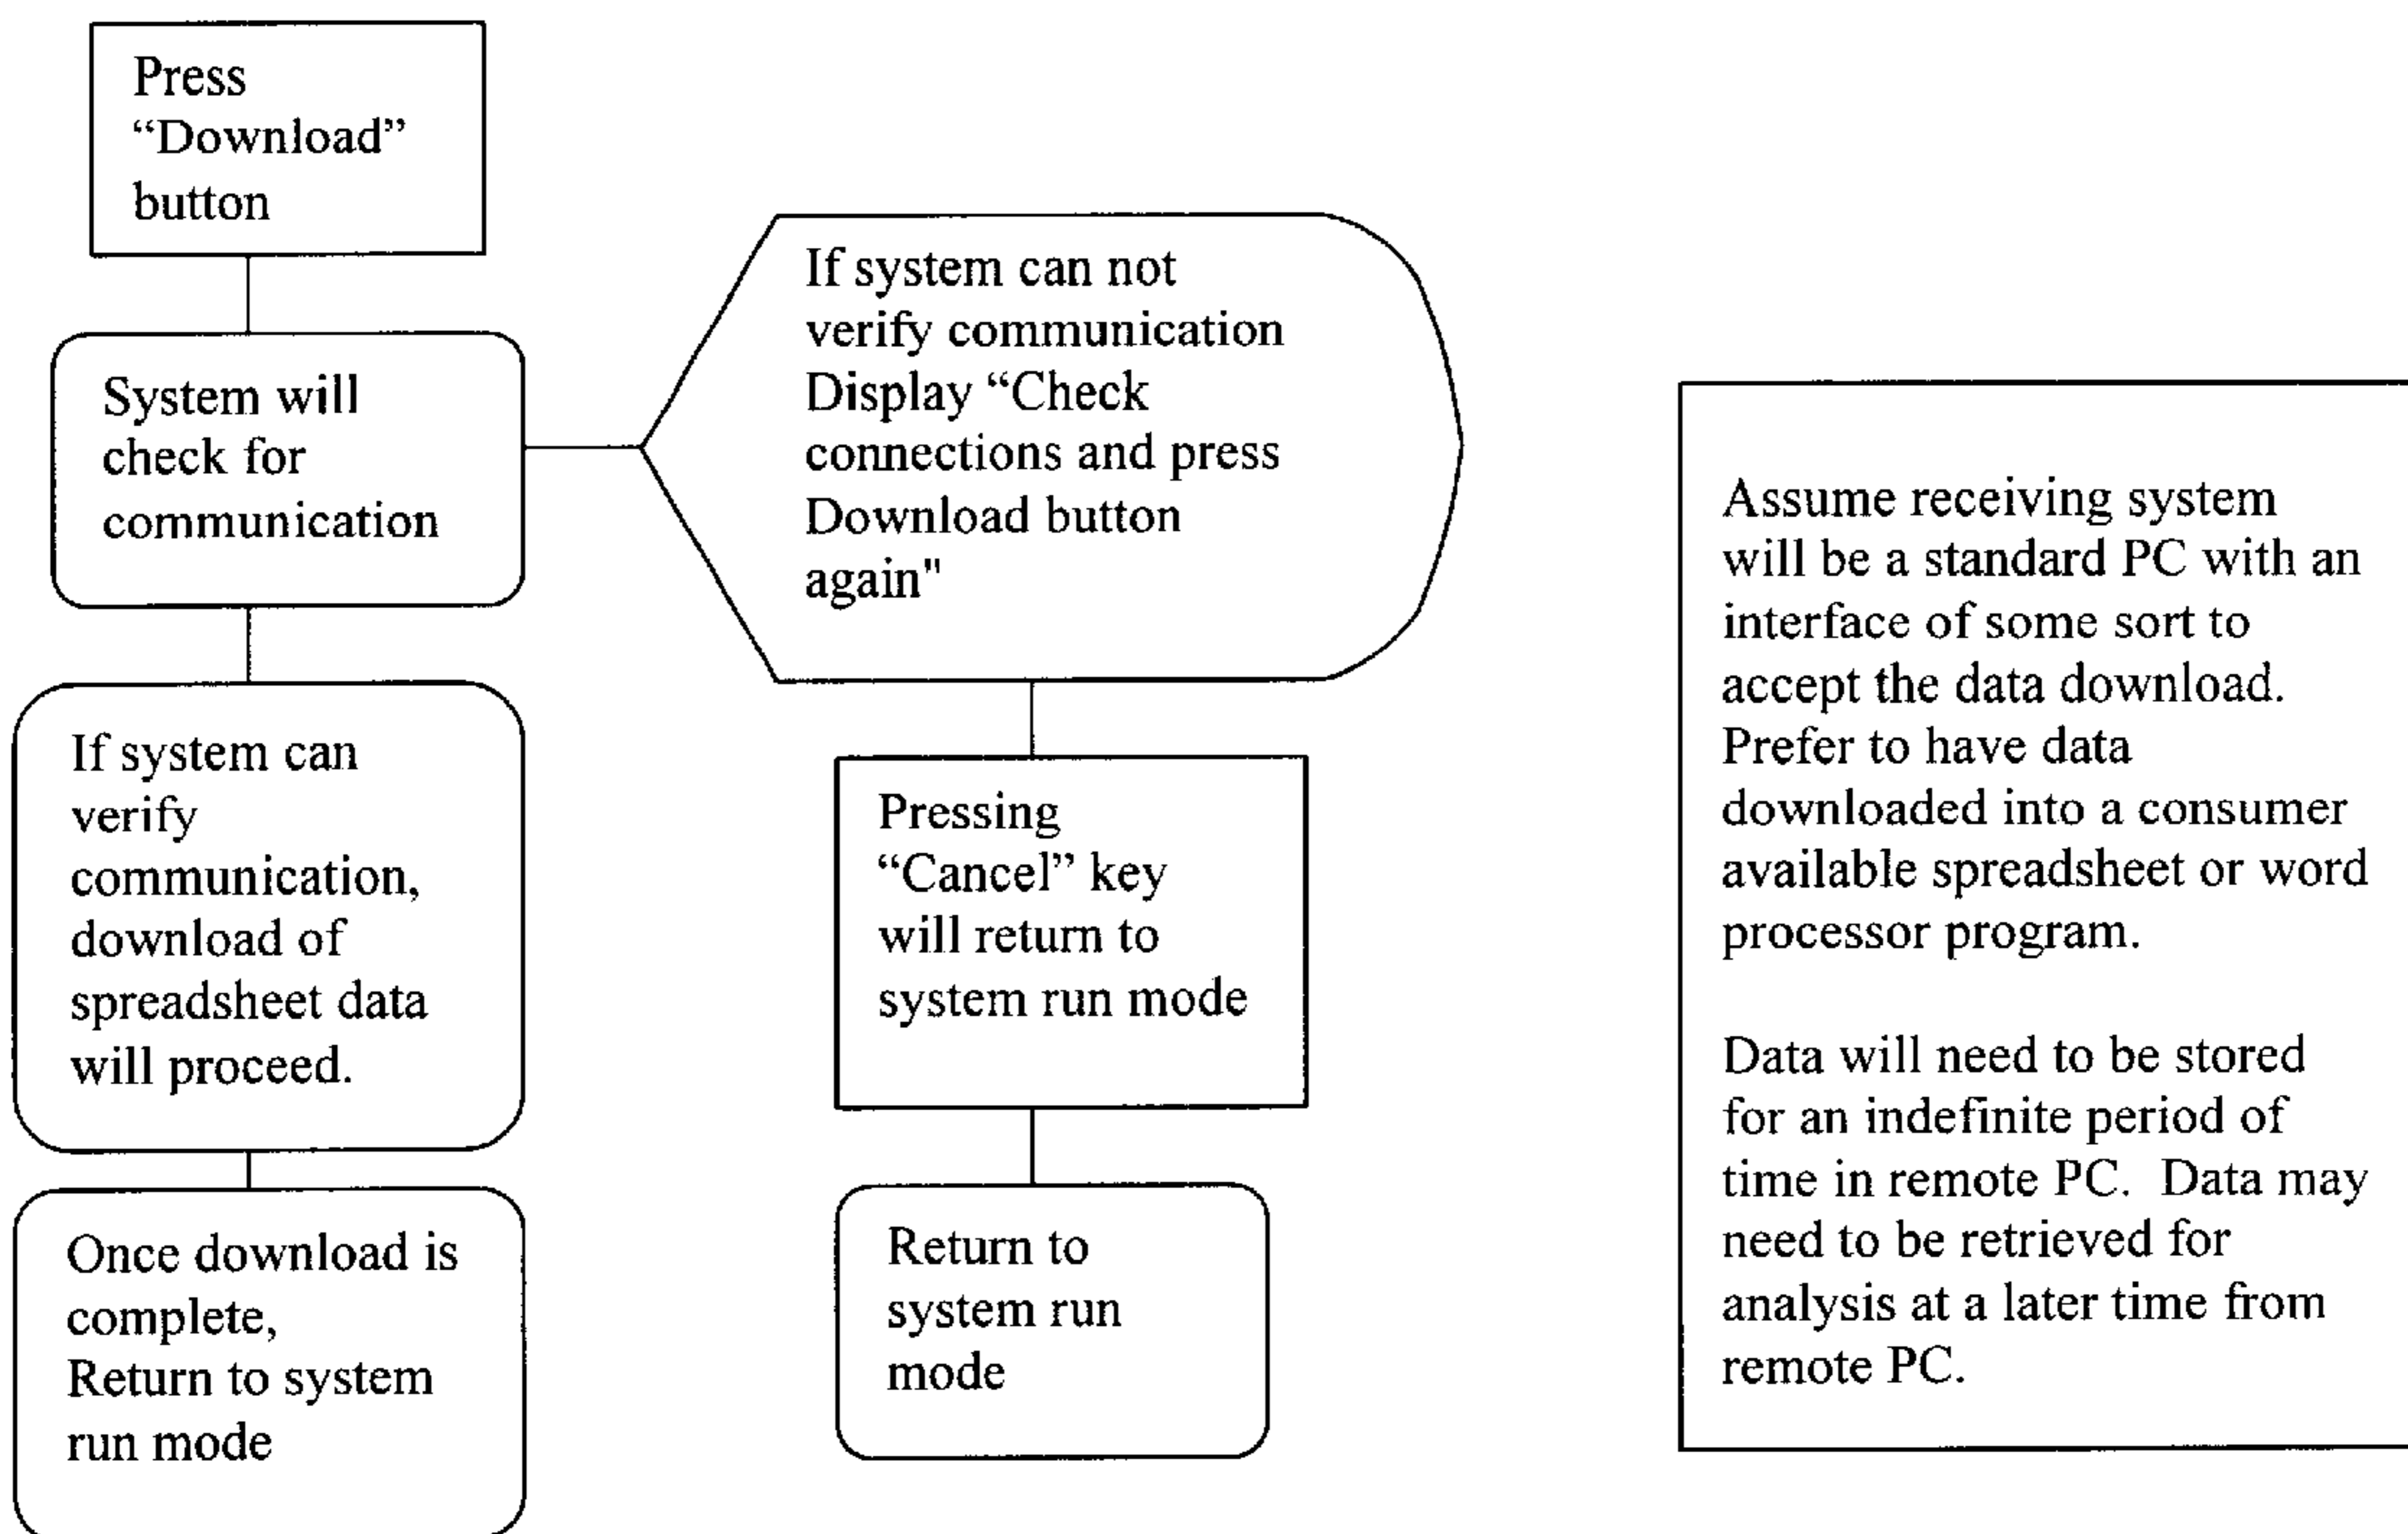 Press
“Download”
button
System will
check for
communication
If system can
verify
communication,
download of
spreadsheet data
will proceed.
Once download is
complete,
Return to system
run mode
If system can not
verify communication
Display “Check
connections and press
Download button
again"
Pressing
“Cancel” key
will return to
system run mode
Return to
system run
mode
Assume receiving system
will be a standard PC with an
interface of some sort to
accept the data download.
Prefer to have data
downloaded into a consumer
available spreadsheet or word
processor program.
Data will need to be stored
for an indefinite period of
time in remote PC. Data may
need to be retrieved for
analysis at a later time from
remote PC.